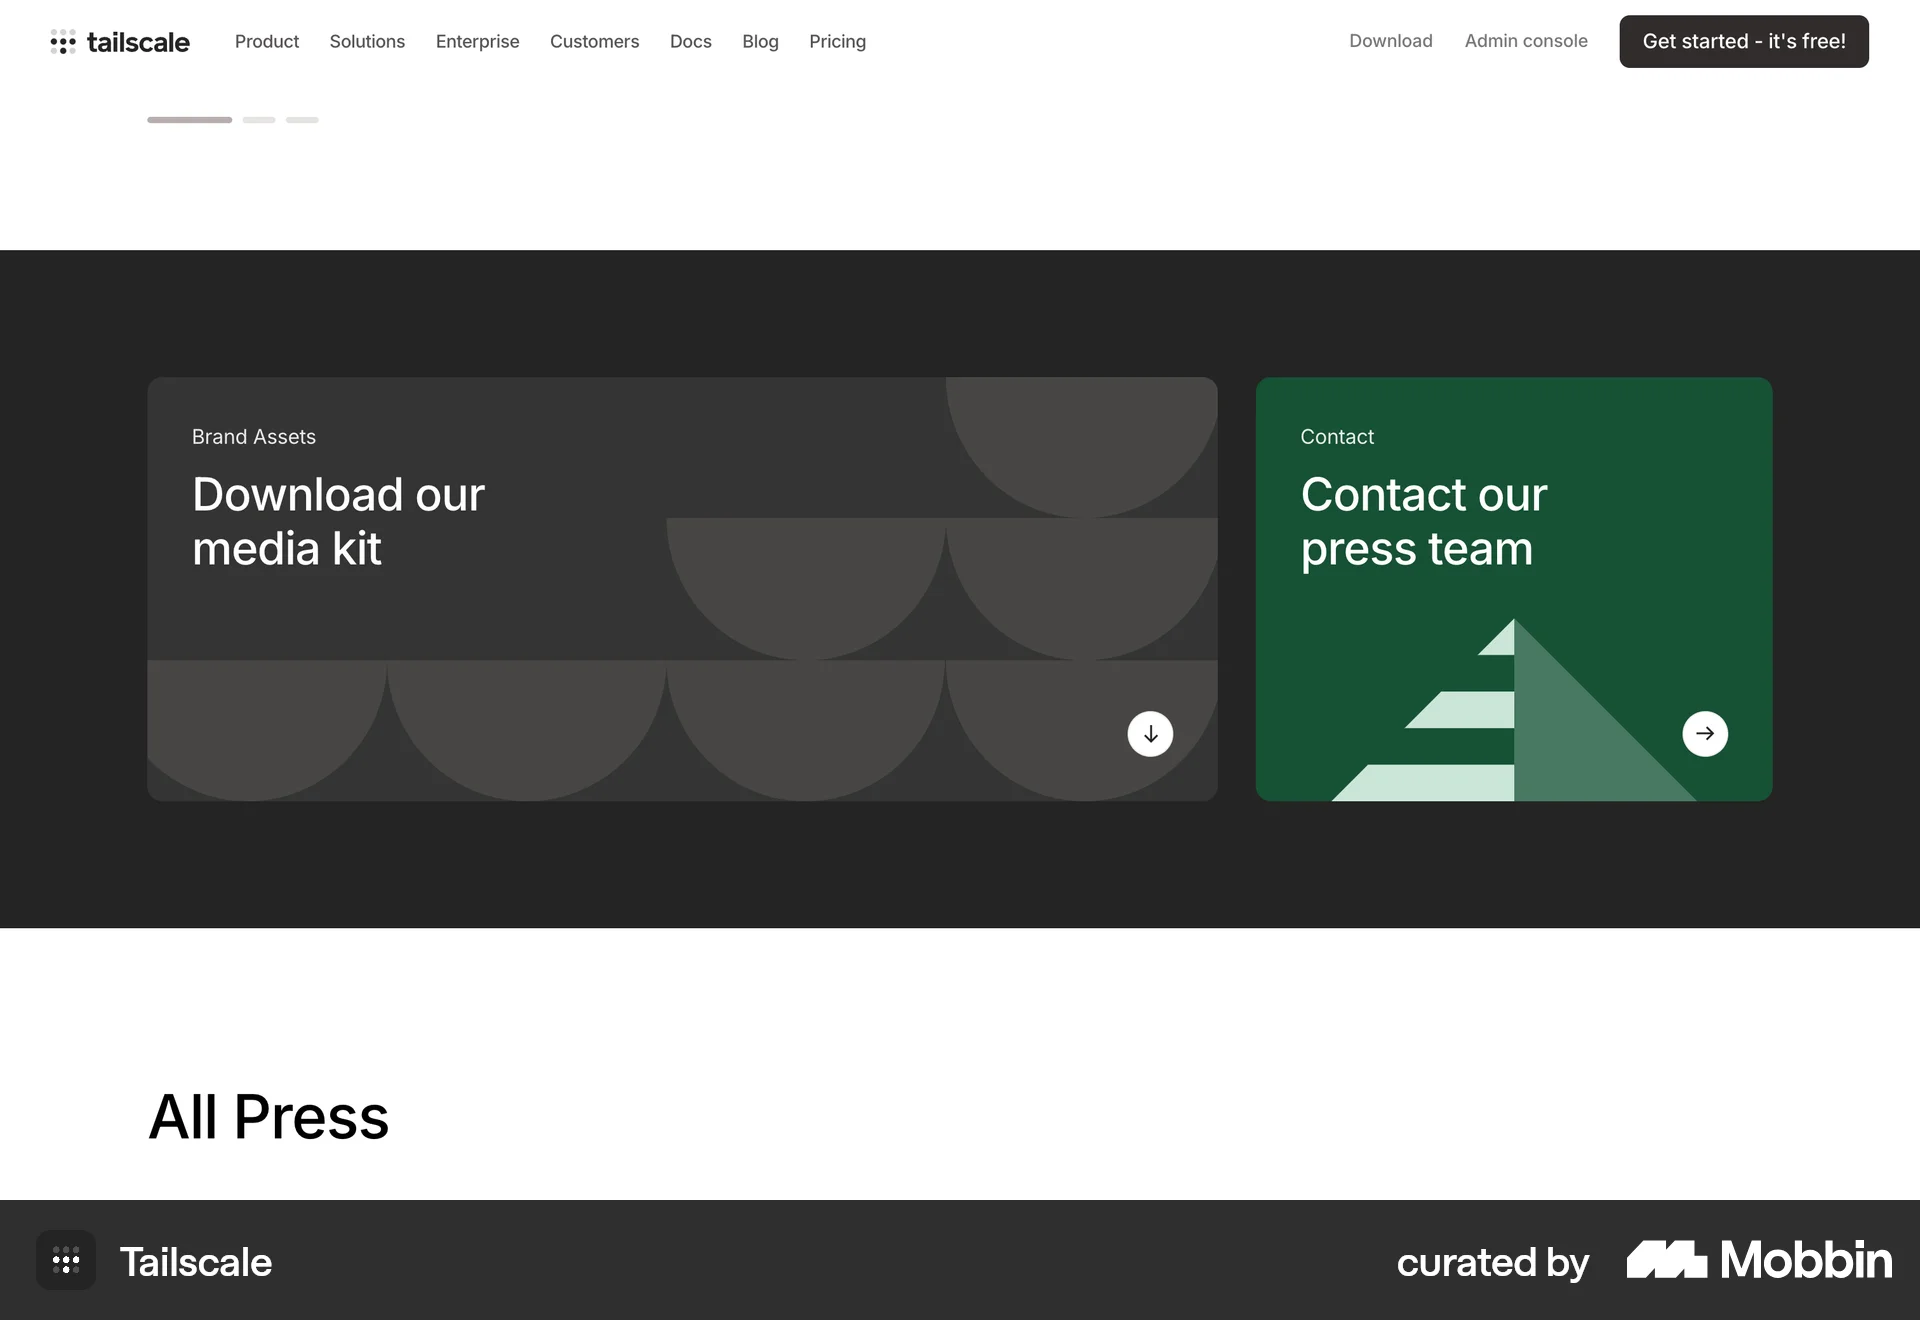 tailscale Product Solutions Enterprise Customers Docs Blog Pricing Download Admin console Get started - it's free!
Brand Assets
Download our
media kit
Contact
Contact our
press team
All Press
Tailscale curated by Mobbin